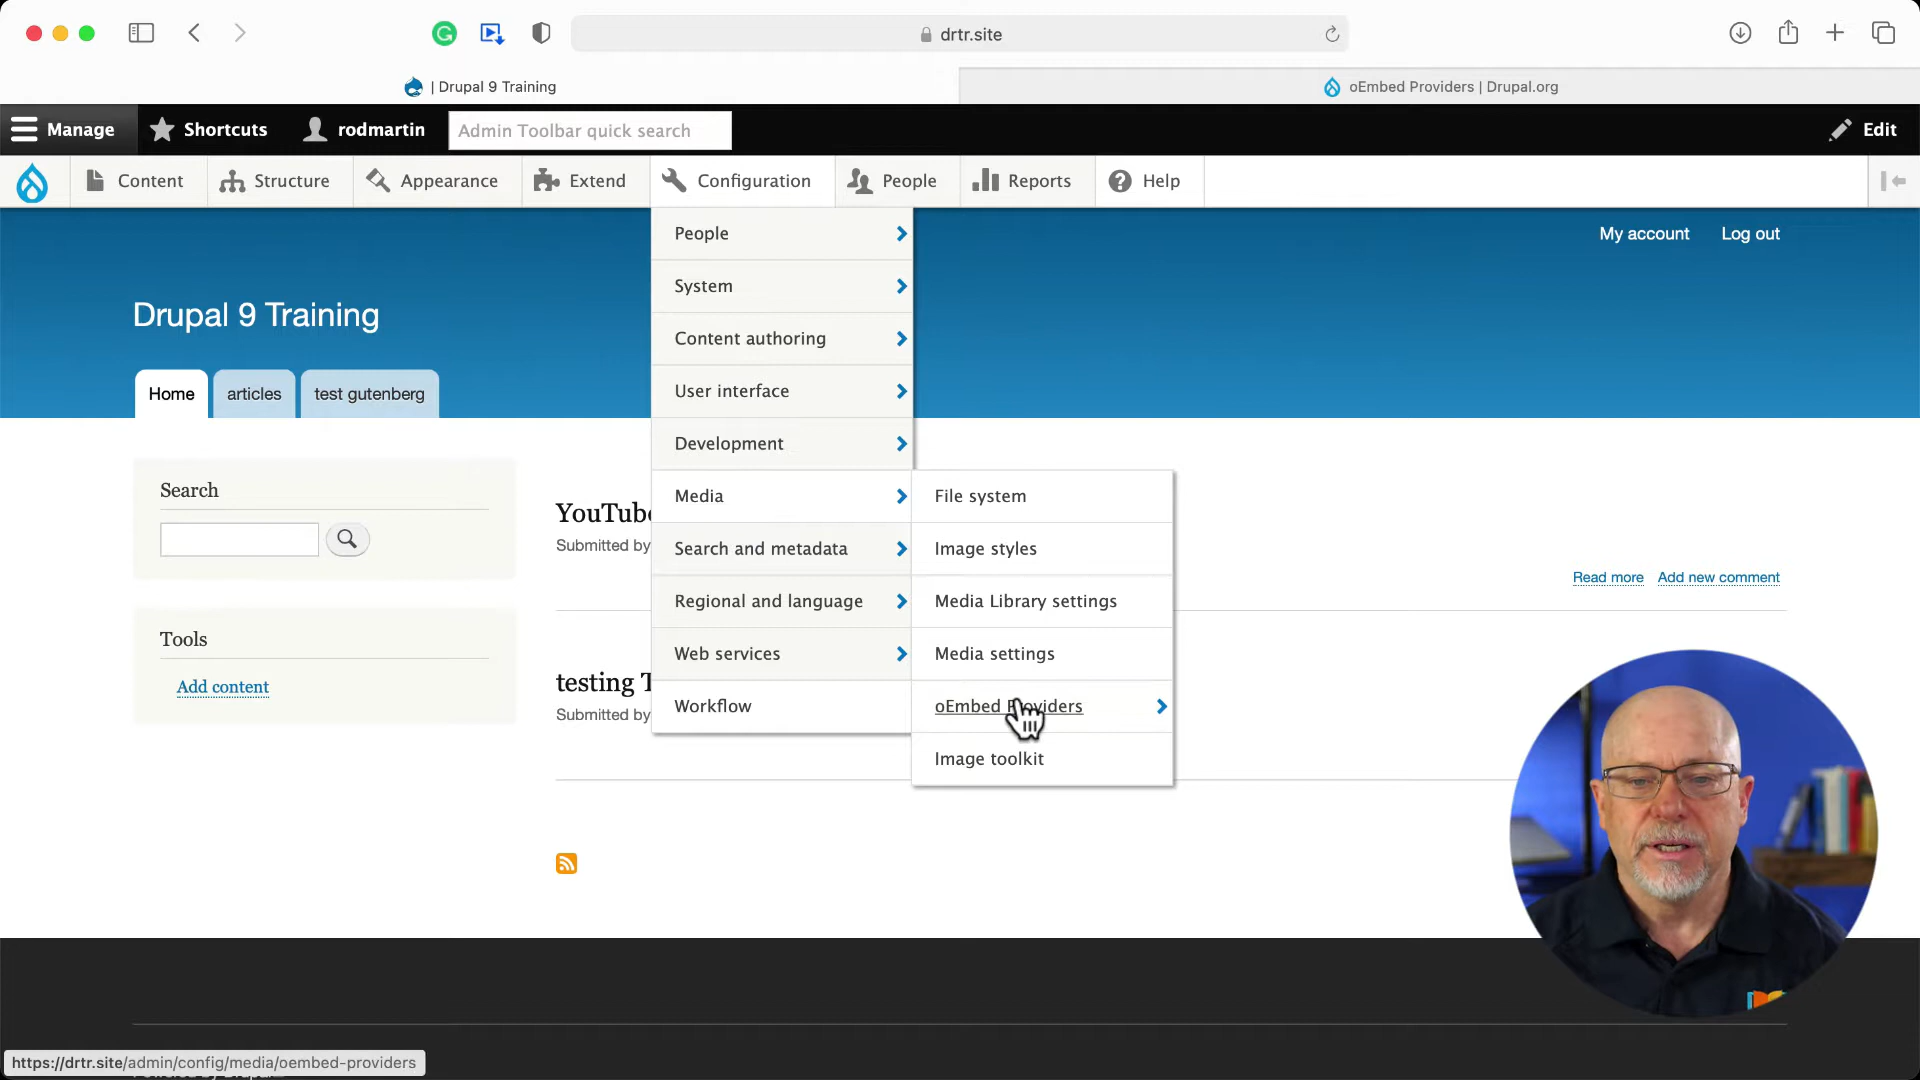 drtr.site
| Drupal 9 Training
oEmbed Providers | Drupal.org
Manage
Shortcuts
rodmartin
Admin Toolbar quick search
Edit
Content
Structure
Appearance
Extend
Configuration
People
Reports
Help
My account
Log out
Drupal 9 Training
Home
articles
test gutenberg
People
System
Content authoring
User interface
Development
Media
Search and metadata
Regional and language
Web services
Workflow
File system
Image styles
Media Library settings
Media settings
oEmbed Providers
Image toolkit
Search
Tools
Add content
YouTube
Submitted by
Read more
Add new comment
testing
Submitted by
https://drtr.site/admin/config/media/oembed-providers